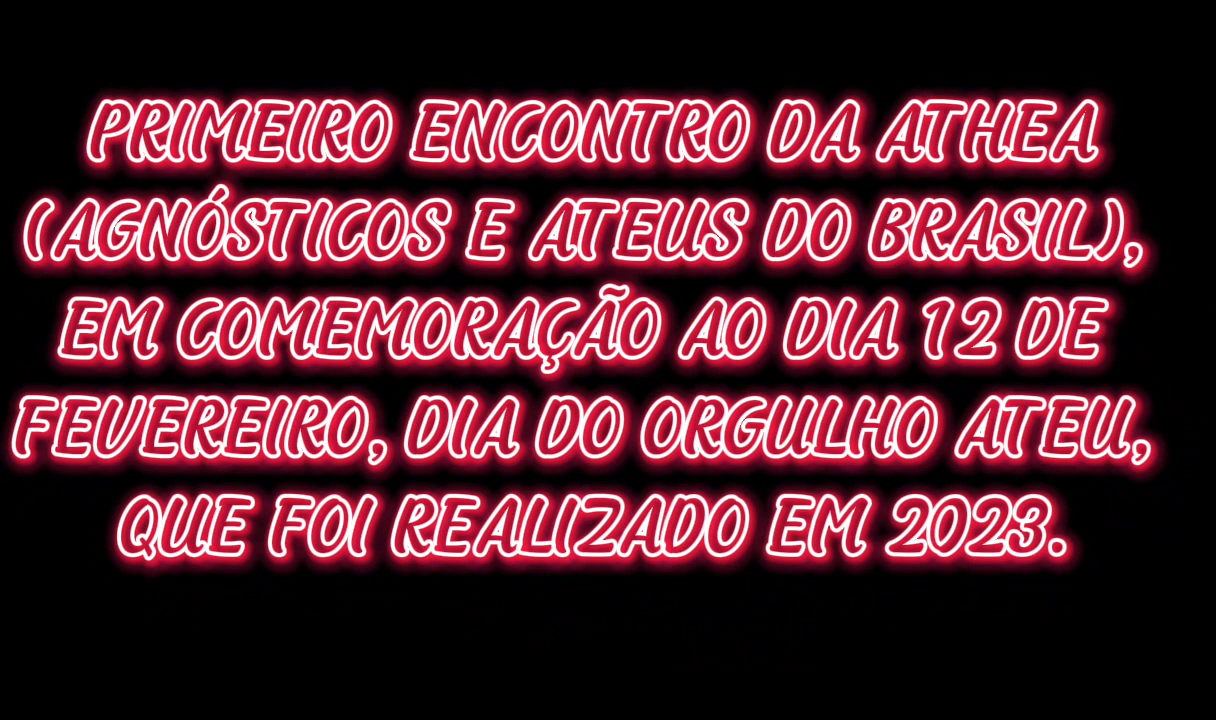 PRIMEIRO ENCONTRO DA ATHEA
(AGNÓSTICOS E ATEUS DO BRASIL),
EM COMEMORAÇÃO AO DIA 12 DE
FEVEREIRO, DIA DO ORGULHO ATEU,
QUE FOI REALIZADO EM 2023.